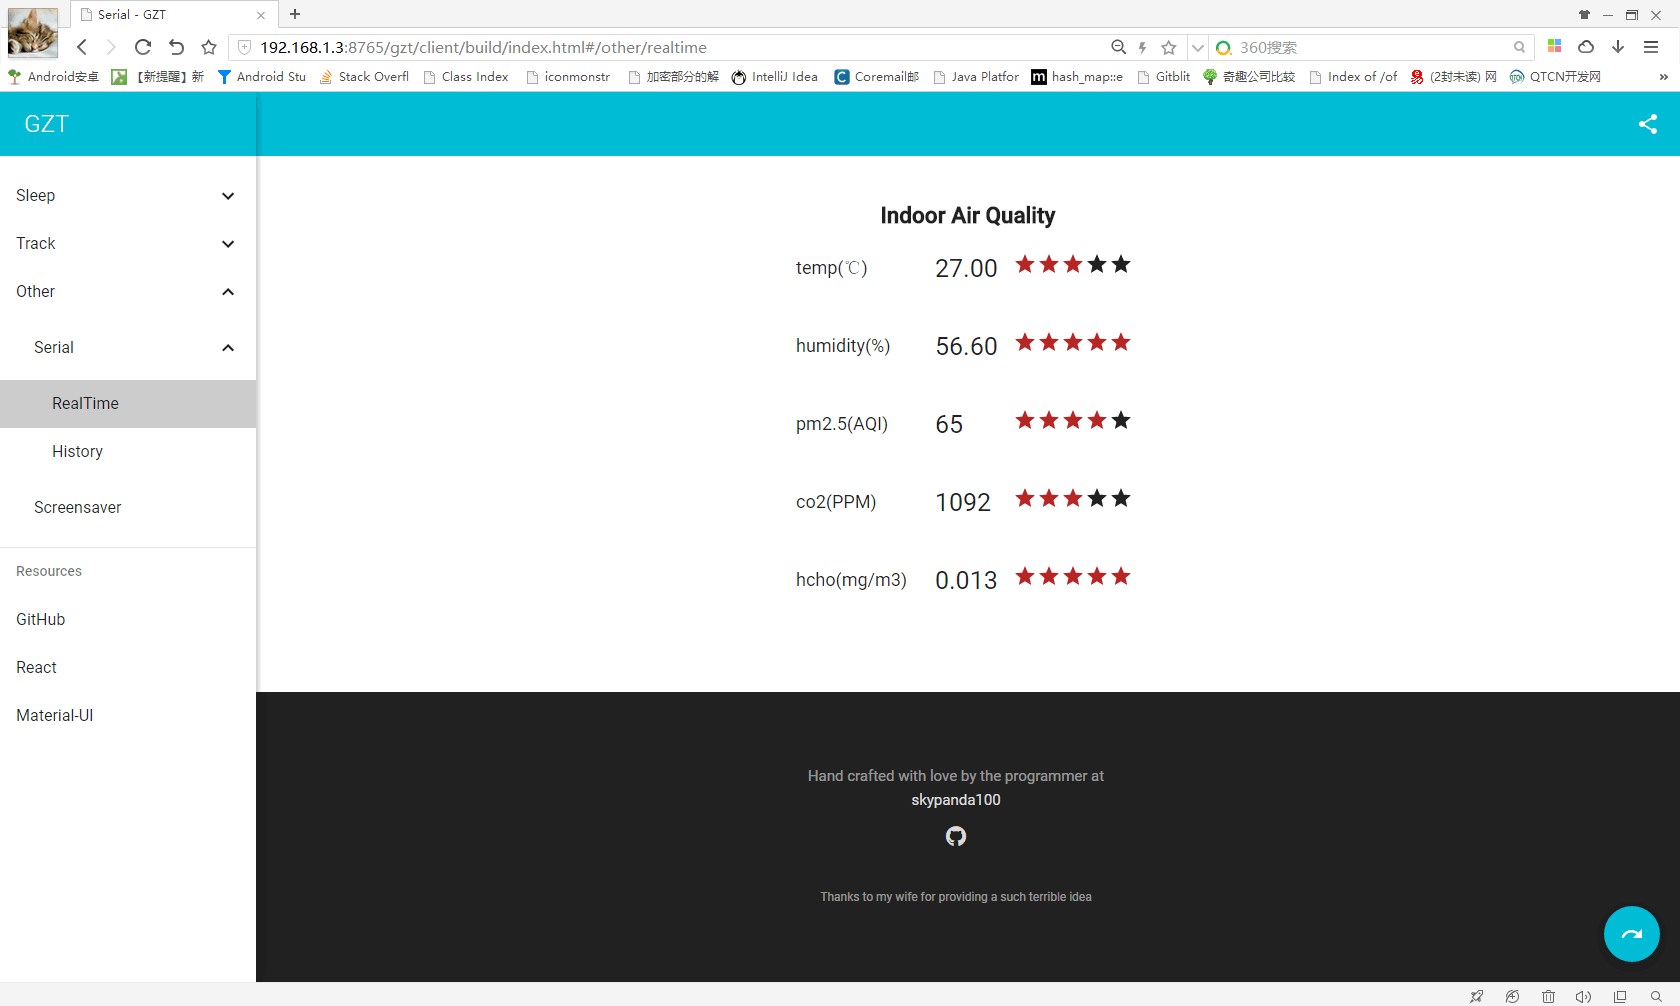 Serial - GZT
192.168.1.3:8765/gzt/client/build/index.html#/other/realtime
360搜索
Android安卓 【新提醒】新 Android Stu Stack Overfl Class Index iconmonstr 加密部分的解 IntelliJ Idea Coremail邮 Java Platfor hash_map::e Gitblit 奇趣公司比较 Index of /of (2封未读) 网 QTCN开发网
GZT
Sleep
Track
Other
Serial
RealTime
History
Screensaver
Resources
GitHub
React
Material-UI
Indoor Air Quality
temp(℃) 27.00
humidity(%) 56.60
pm2.5(AQI) 65
co2(PPM) 1092
hcho(mg/m3) 0.013
Hand crafted with love by the programmer at
skypanda100
Thanks to my wife for providing a such terrible idea